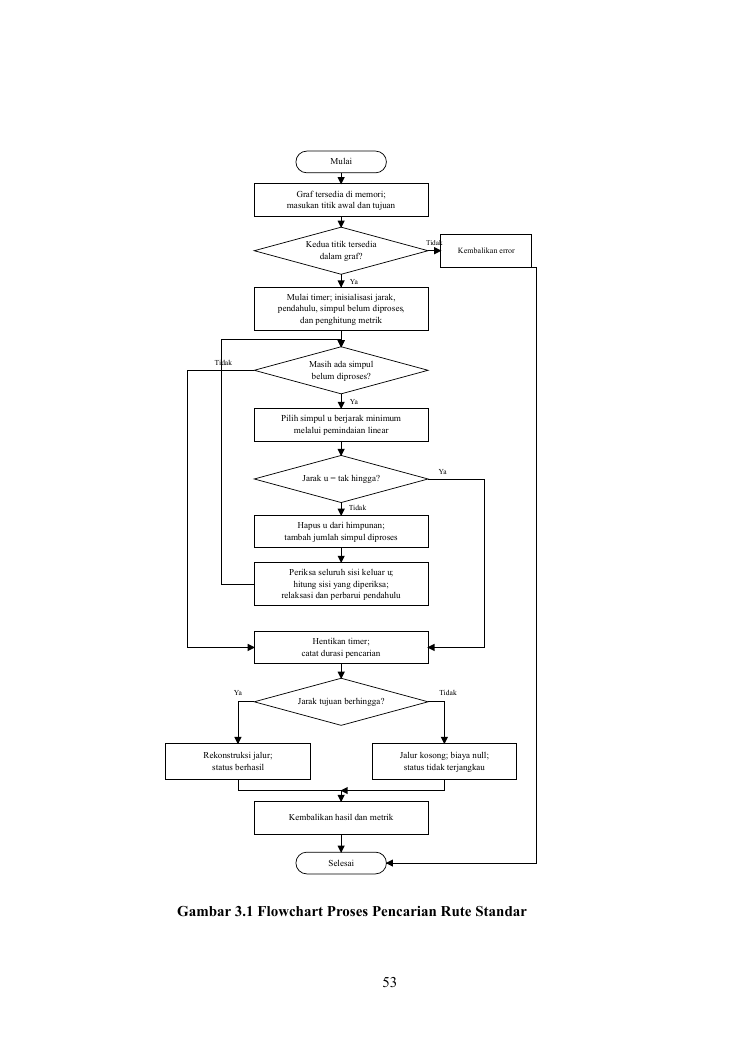 Mulai
Graf tersedia di memori;
masukan titik awal dan tujuan
Kedua titik tersedia
dalam graf?
Tidak
Kembalikan error
Ya
Mulai timer; inisialisasi jarak,
pendahulu, simpul belum diproses,
dan penghitung metrik
Tidak
Masih ada simpul
belum diproses?
Ya
Pilih simpul u berjarak minimum
melalui pemindaian linear
Jarak u = tak hingga?
Ya
Tidak
Hapus u dari himpunan;
tambah jumlah simpul diproses
Periksa seluruh sisi keluar u;
hitung sisi yang diperiksa;
relaksasi dan perbarui pendahulu
Hentikan timer;
catat durasi pencarian
Ya
Jarak tujuan berhingga?
Tidak
Rekonstruksi jalur;
status berhasil
Jalur kosong; biaya null;
status tidak terjangkau
Kembalikan hasil dan metrik
Selesai
Gambar 3.1 Flowchart Proses Pencarian Rute Standar
53